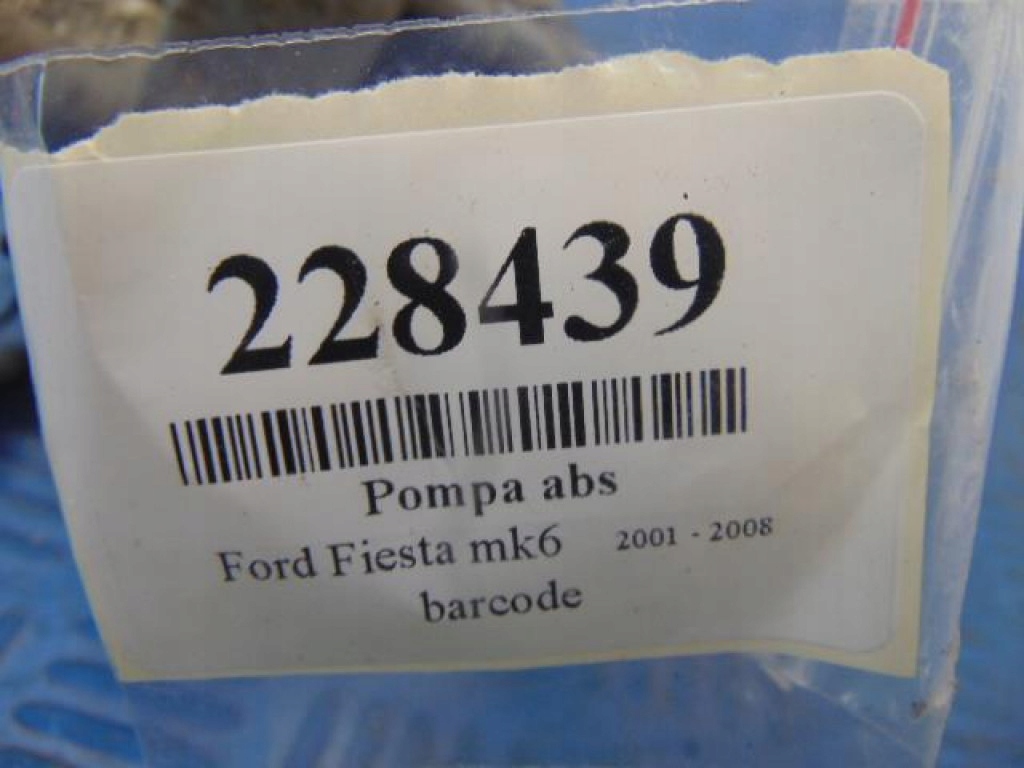 228439
Pompa abs
Ford Fiesta mk6 2001 - 2008
barcode